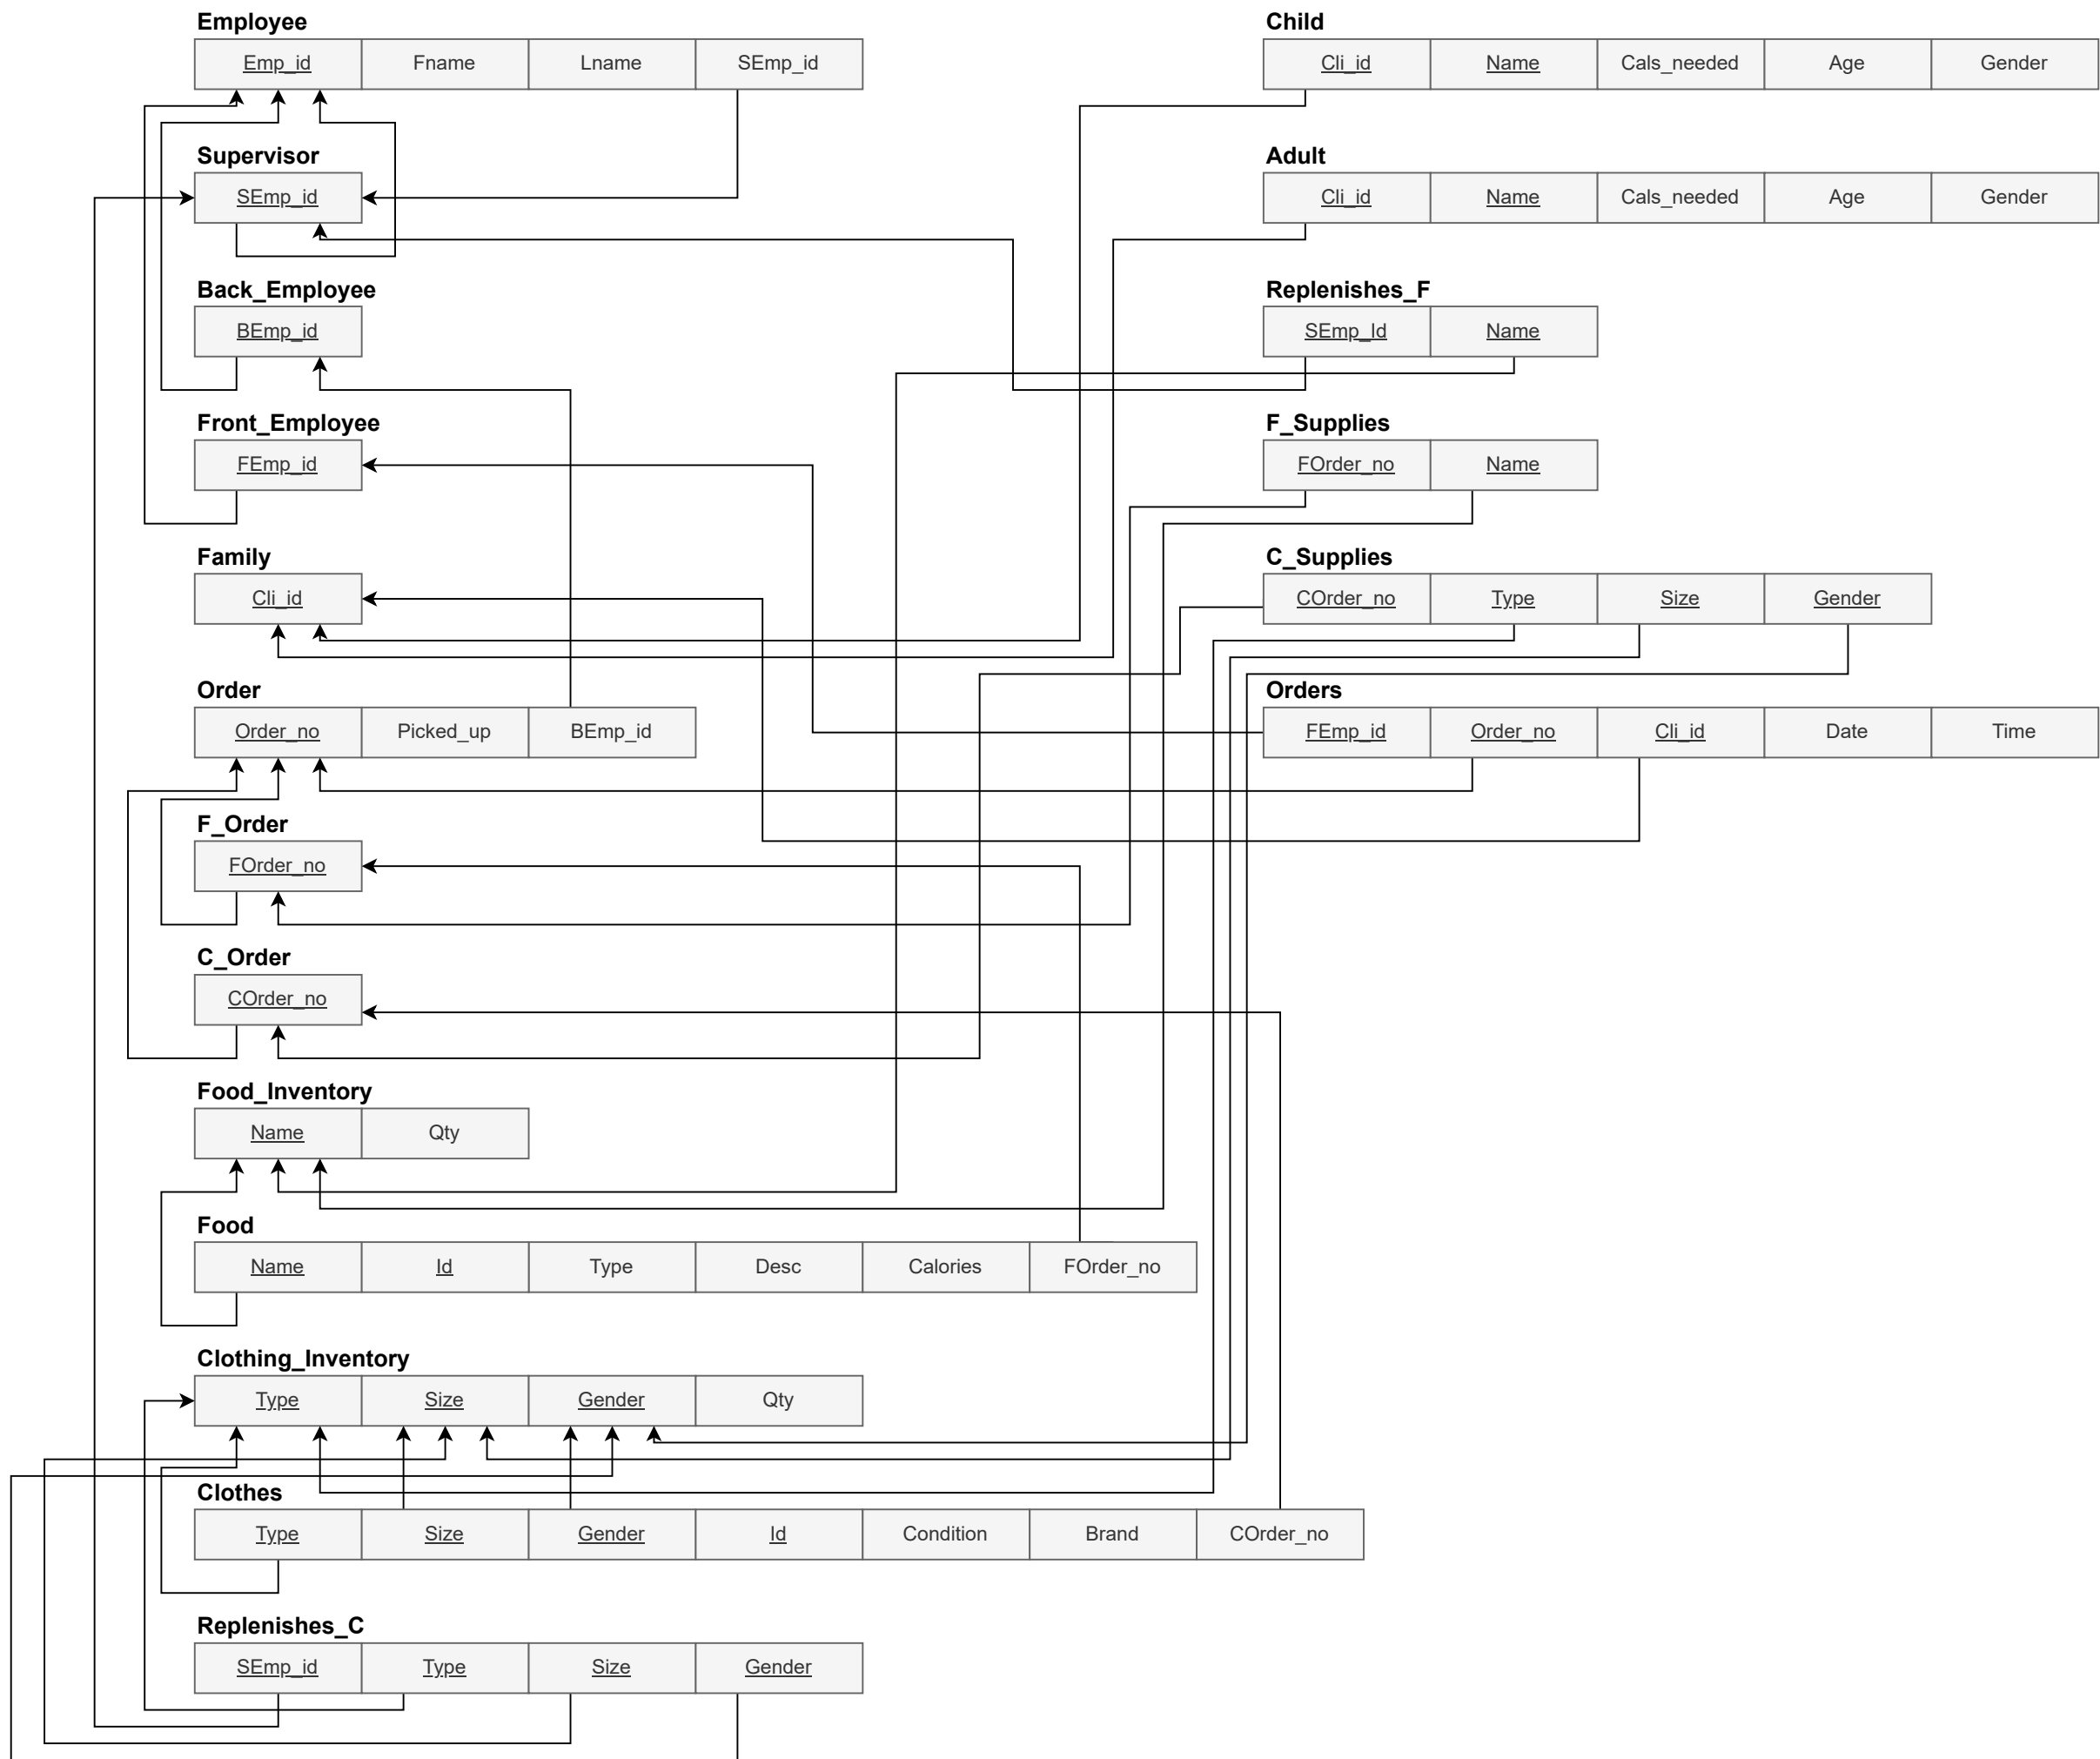 Employee
Emp_id Fname Lname SEmp_id
Supervisor
SEmp_id
Back_Employee
BEmp_id
Front_Employee
FEmp_id
Family
Cli_id
Order
Order_no Picked_up BEmp_id
F_Order
FOrder_no
C_Order
COrder_no
Food_Inventory
Name Qty
Food
Name Id Type Desc Calories FOrder_no
Clothing_Inventory
Type Size Gender Qty
Clothes
Type Size Gender Id Condition Brand COrder_no
Replenishes_C
SEmp_id Type Size Gender
Child
Cli_id Name Cals_needed Age Gender
Adult
Cli_id Name Cals_needed Age Gender
Replenishes_F
SEmp_Id Name
F_Supplies
FOrder_no Name
C_Supplies
COrder_no Type Size Gender
Orders
FEmp_id Order_no Cli_id Date Time